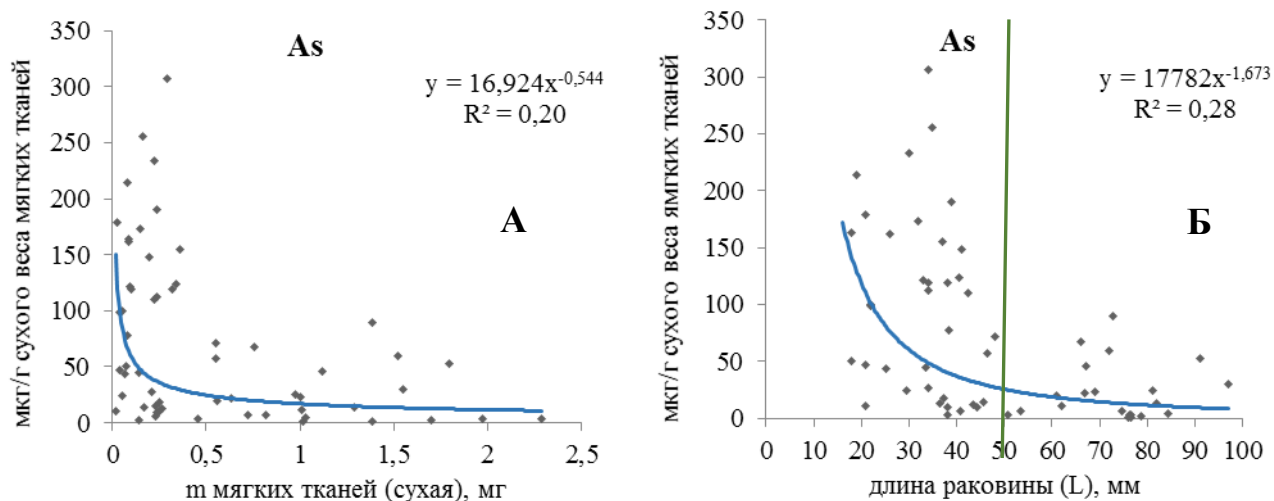 мкг/г сухого веса мягких тканей
350
300
250
200
150
100
50
0
As
y = 16,924x^-0,544
R² = 0,20
А
0 0,5 1 1,5 2 2,5
m мягких тканей (сухая), мг
мкг/г сухого веса ямгких тканей
350
300
250
200
150
100
50
0
As
y = 17782x^-1,673
R² = 0,28
Б
0 10 20 30 40 50 60 70 80 90 100
длина раковины (L), мм